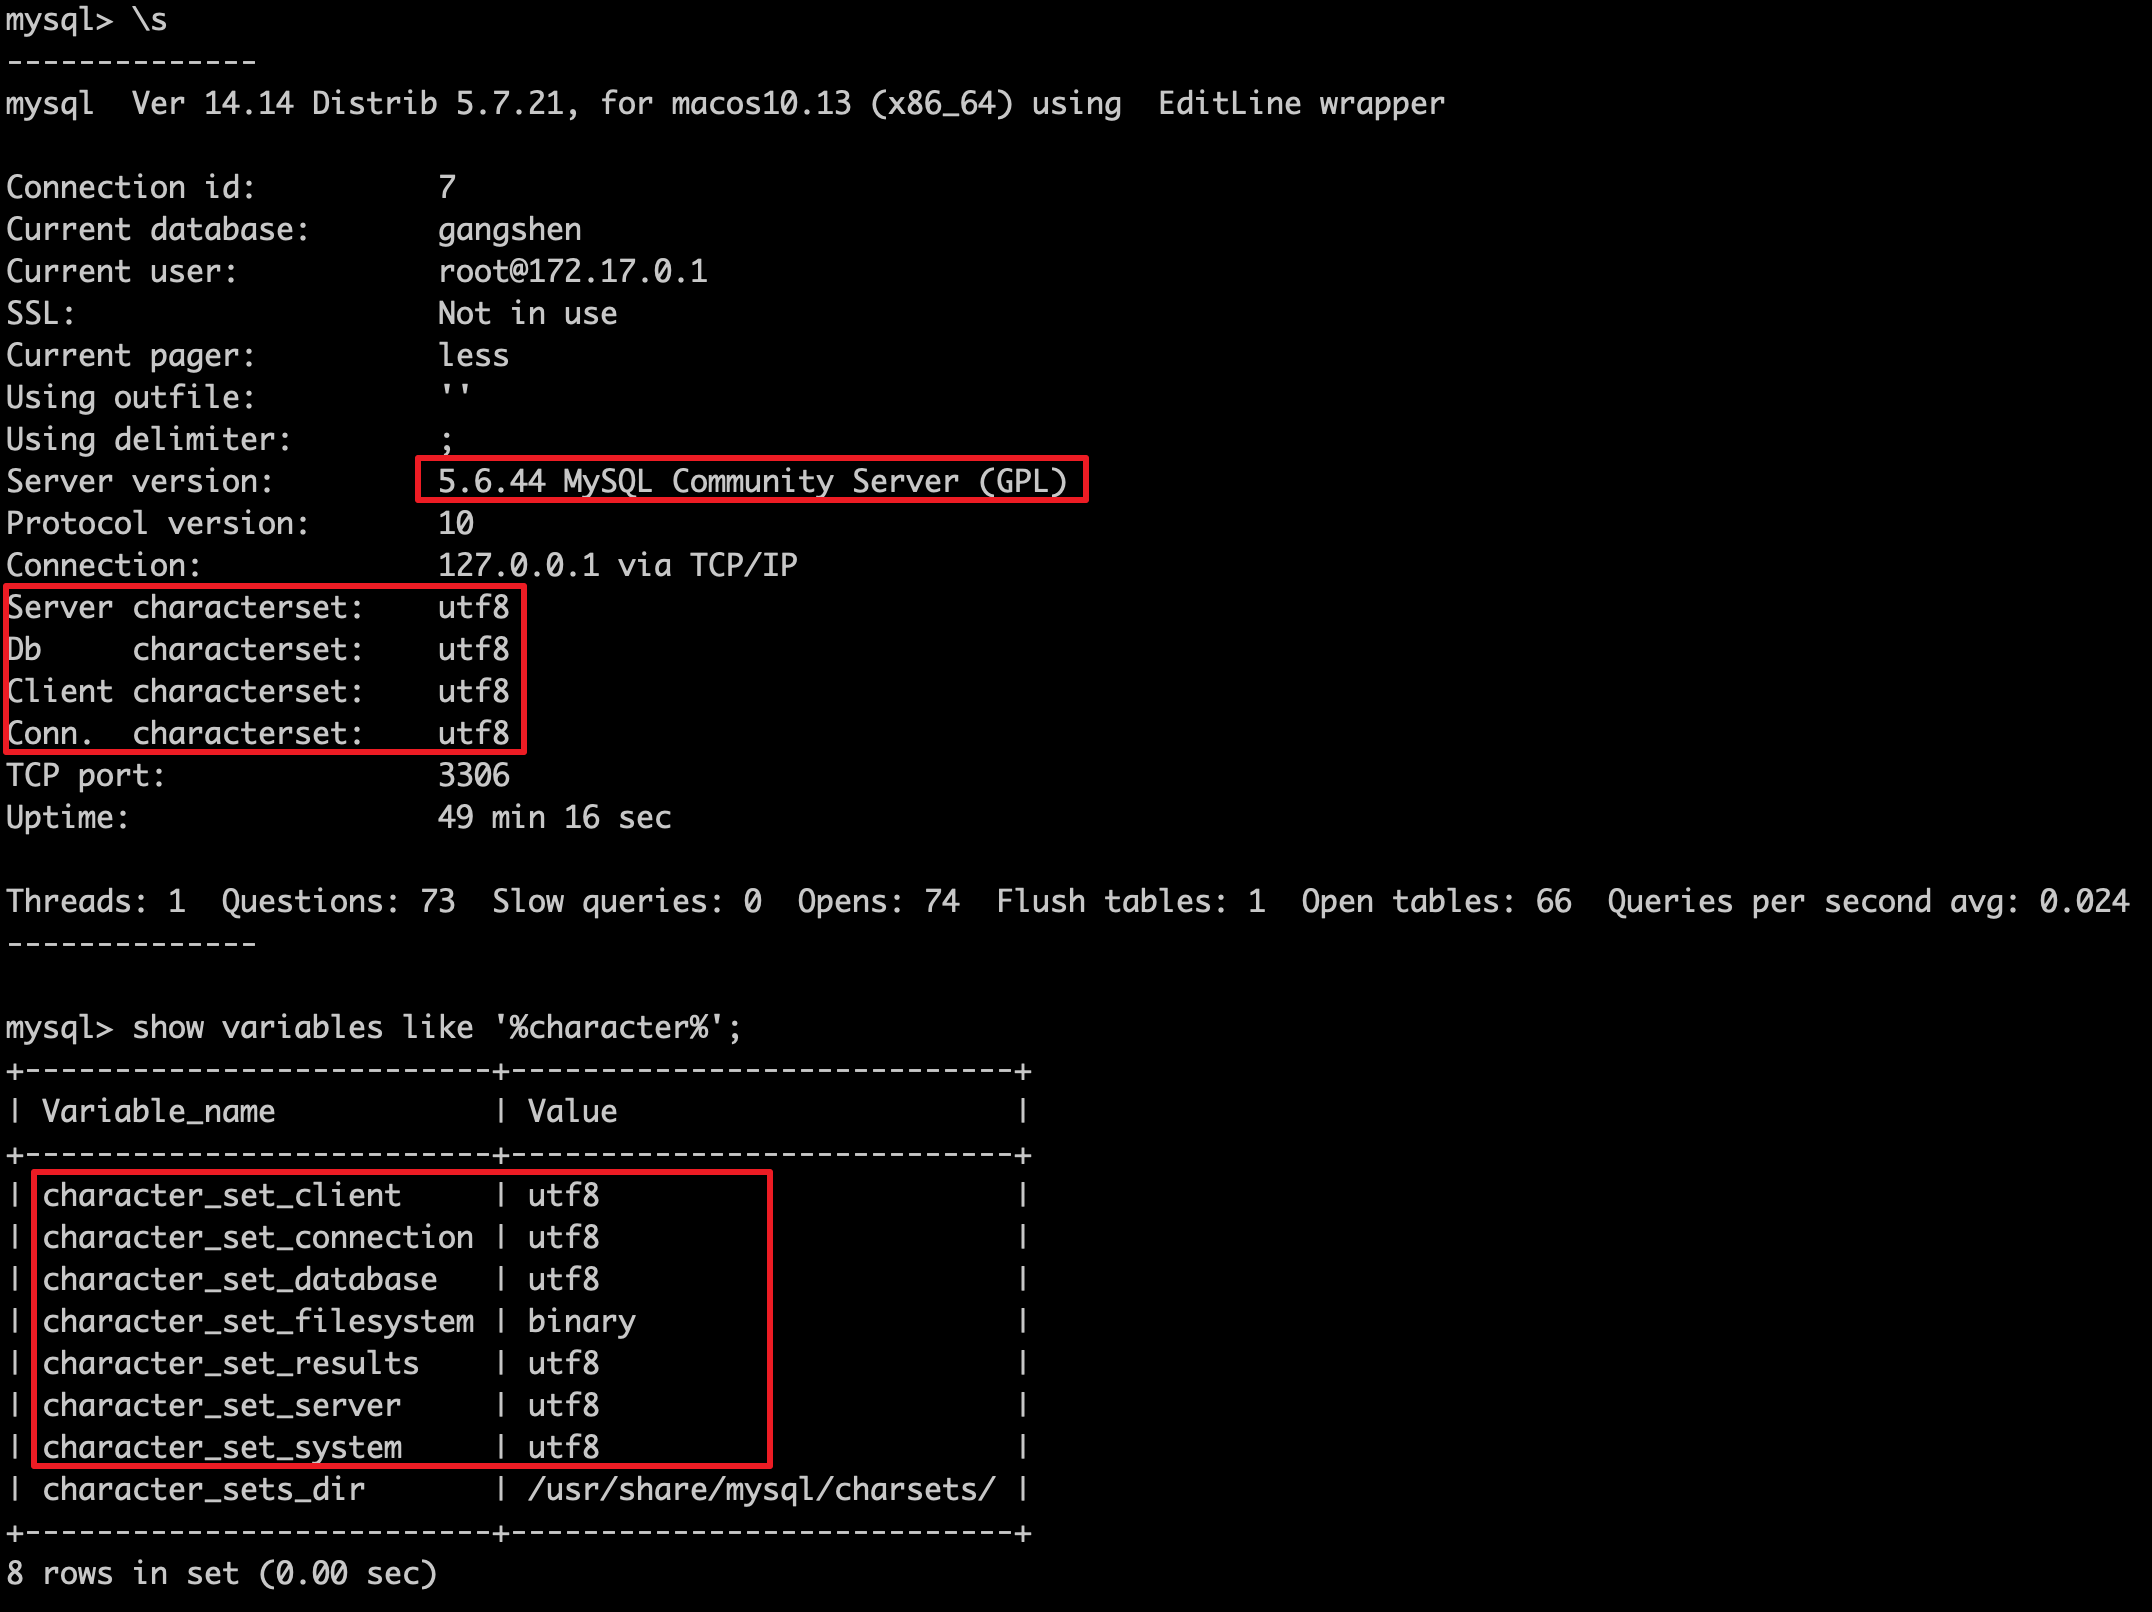 mysql> \s
--------------
mysql  Ver 14.14 Distrib 5.7.21, for macos10.13 (x86_64) using  EditLine wrapper
Connection id:          7
Current database:       gangshen
Current user:           root@172.17.0.1
SSL:                    Not in use
Current pager:          less
Using outfile:          ''
Using delimiter:        ;
Server version:         5.6.44 MySQL Community Server (GPL)
Protocol version:       10
Connection:             127.0.0.1 via TCP/IP
Server characterset:    utf8
Db     characterset:    utf8
Client characterset:    utf8
Conn.  characterset:    utf8
TCP port:               3306
Uptime:                 49 min 16 sec
Threads: 1  Questions: 73  Slow queries: 0  Opens: 74  Flush tables: 1  Open tables: 66  Queries per second avg: 0.024
--------------
mysql> show variables like '%character%';
+--------------------------+----------------------------+
| Variable_name            | Value                      |
+--------------------------+----------------------------+
| character_set_client     | utf8                       |
| character_set_connection | utf8                       |
| character_set_database   | utf8                       |
| character_set_filesystem | binary                     |
| character_set_results    | utf8                       |
| character_set_server     | utf8                       |
| character_set_system     | utf8                       |
| character_sets_dir       | /usr/share/mysql/charsets/ |
+--------------------------+----------------------------+
8 rows in set (0.00 sec)